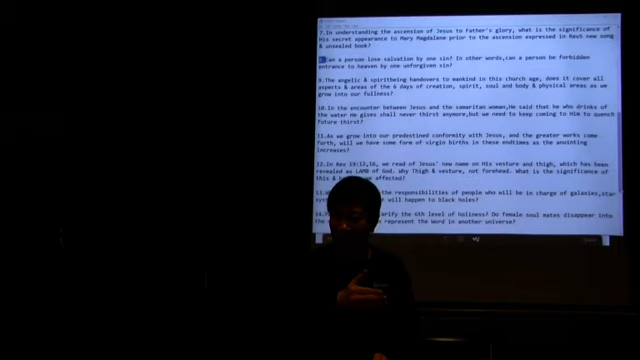 7.In understanding the ascension of Jesus to Father's glory, what is the significance of
His secret appearance to Mary Magdalene prior to the ascension expressed in Rev5 new song
& unsealed book?
8.Can a person lose salvation by one sin? In other words,can a person be forbidden
entrance to heaven by one unforgiven sin?
9.The angelic & spiritbeing handovers to mankind in this church age, does it cover all
aspects & areas of the 6 days of creation, spirit, soul and body & physical areas as we
grow into our fullness?
10.In the encounter between Jesus and the samaritan woman,He said that he who drinks of
the water He gives shall never thirst anymore,but we need to keep coming to Him to quench
future thirst?
11.As we grow into our predestined conformity with Jesus, and the greater works come
forth, will we have some form of virgin births in these endtimes as the anointing
increases?
12.In Rev 19:13,16, we read of Jesus' new name on His vesture and thigh, which has been
revealed as LAMB of God. Why Thigh & vesture, not forehead. What is the significance of
this & we affected?
13. the responsibilities of people who will be in charge of galaxies,star
will happen to black holes?
14. clarify the 6th level of holiness? Do female soul mates disappear into
the represent the Word in another universe?